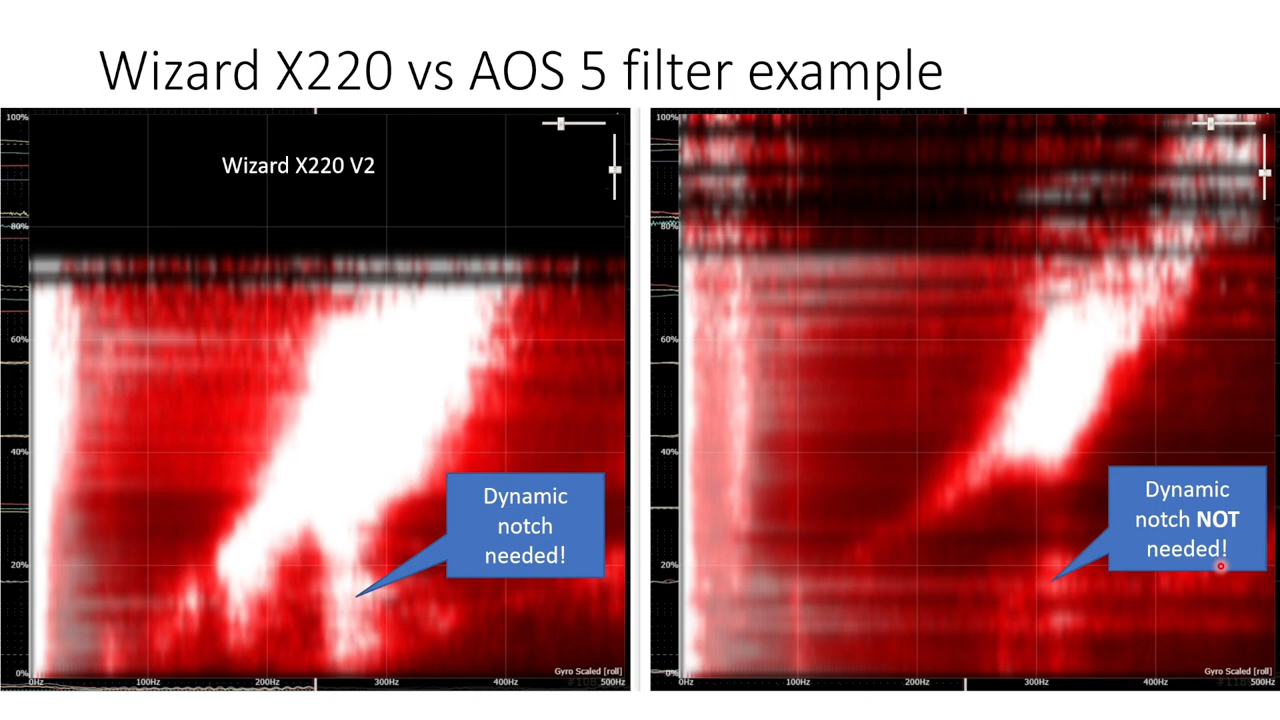 Wizard X220 vs AOS 5 filter example
100%
Wizard X220 V2
80%
60%
40%
Dynamic
notch
needed!
20%
Gyro Scaled [roll]
0%
0Hz
100Hz
200Hz
300Hz
400Hz
500Hz
100%
80%
60%
40%
Dynamic
notch NOT
needed!
20%
Gyro Scaled [roll]
0%
0Hz
100Hz
200Hz
300Hz
400Hz
500Hz